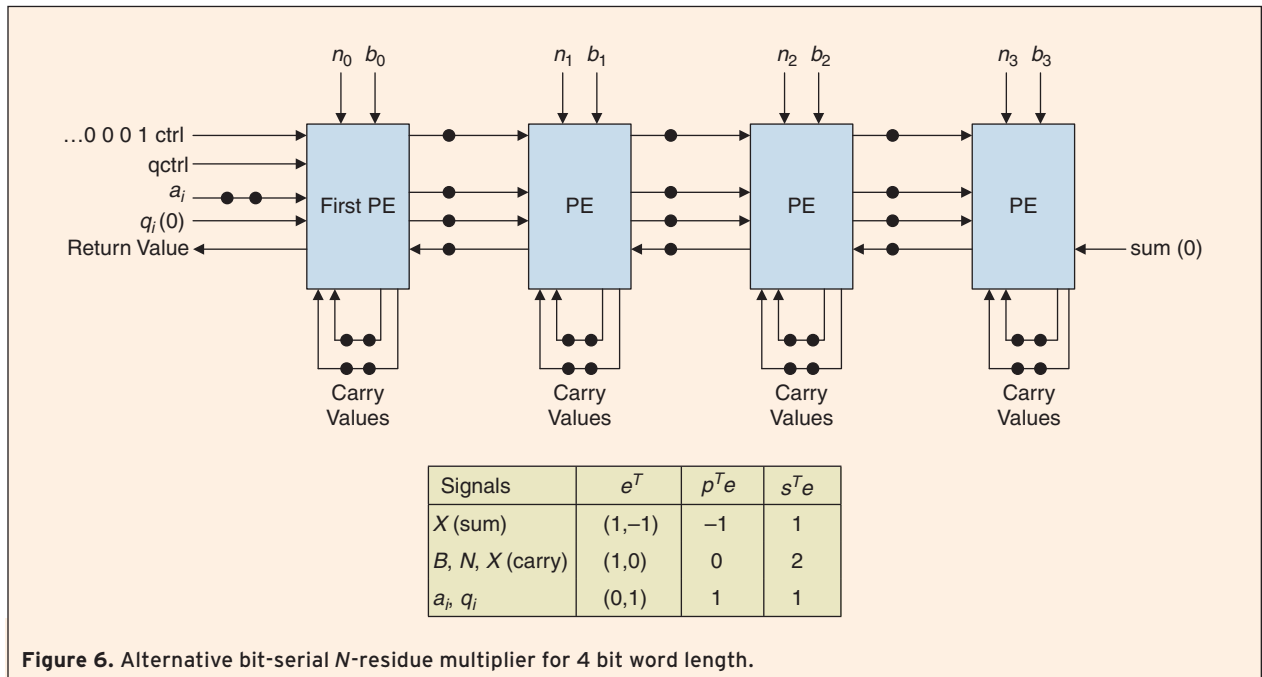 n0 b0 n1 b1 n2 b2 n3 b3
…0 0 0 1 ctrl
qctrl
ai
qi (0)
Return Value
First PE PE PE PE
sum (0)
Carry Values Carry Values Carry Values Carry Values
Signals eT pTe sTe
X (sum) (1,–1) –1 1
B, N, X (carry) (1,0) 0 2
ai, qi (0,1) 1 1
Figure 6. Alternative bit-serial N-residue multiplier for 4 bit word length.